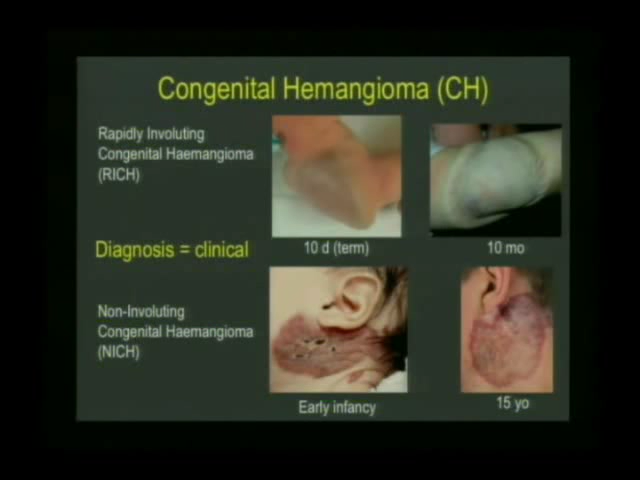 Congenital Hemangioma (CH)
Rapidly Involuting
Congenital Haemangioma
(RICH)
10 d (term)
10 mo
Diagnosis = clinical
Non-Involuting
Congenital Haemangioma
(NICH)
Early infancy
15 yo